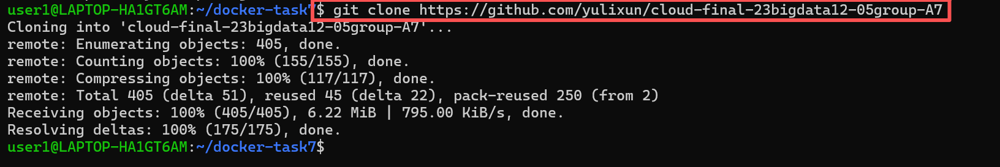 user1@LAPTOP-HA1GT6AM:~/docker-task7$ git clone https://github.com/yulixun/cloud-final-23bigdata12-05group-A7
Cloning into 'cloud-final-23bigdata12-05group-A7'...
remote: Enumerating objects: 405, done.
remote: Counting objects: 100% (155/155), done.
remote: Compressing objects: 100% (117/117), done.
remote: Total 405 (delta 51), reused 45 (delta 22), pack-reused 250 (from 2)
Receiving objects: 100% (405/405), 6.22 MiB | 795.00 KiB/s, done.
Resolving deltas: 100% (175/175), done.
user1@LAPTOP-HA1GT6AM:~/docker-task7$